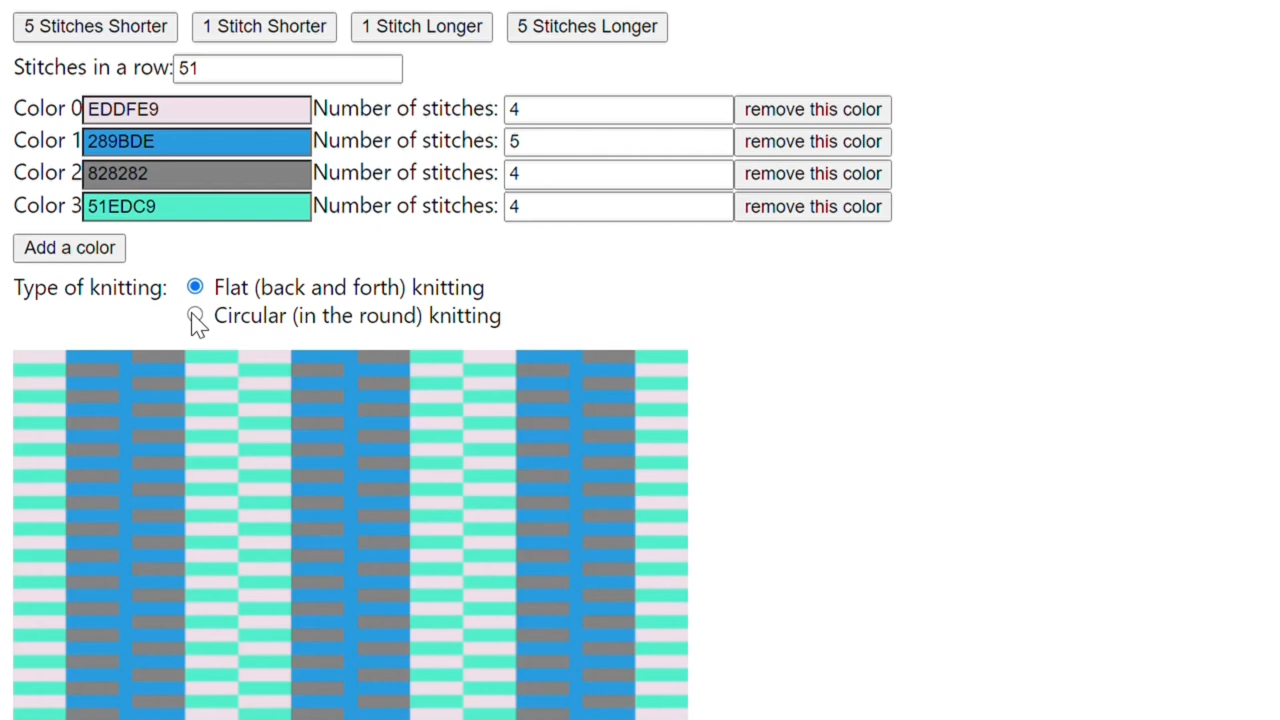 5 Stitches Shorter 1 Stitch Shorter 1 Stitch Longer 5 Stitches Longer
Stitches in a row: 51
Color 0 EDDFE9 Number of stitches: 4 remove this color
Color 1 289BDE Number of stitches: 5 remove this color
Color 2 828282 Number of stitches: 4 remove this color
Color 3 51EDC9 Number of stitches: 4 remove this color
Add a color
Type of knitting: Flat (back and forth) knitting
Circular (in the round) knitting